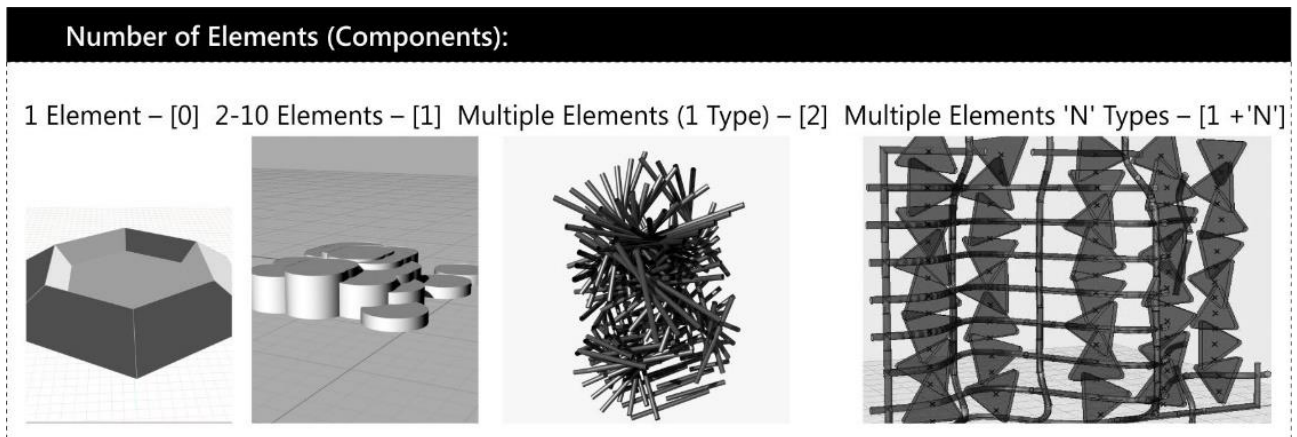 Number of Elements (Components):
1 Element – [0] 2-10 Elements – [1] Multiple Elements (1 Type) – [2] Multiple Elements 'N' Types – [1 +'N']